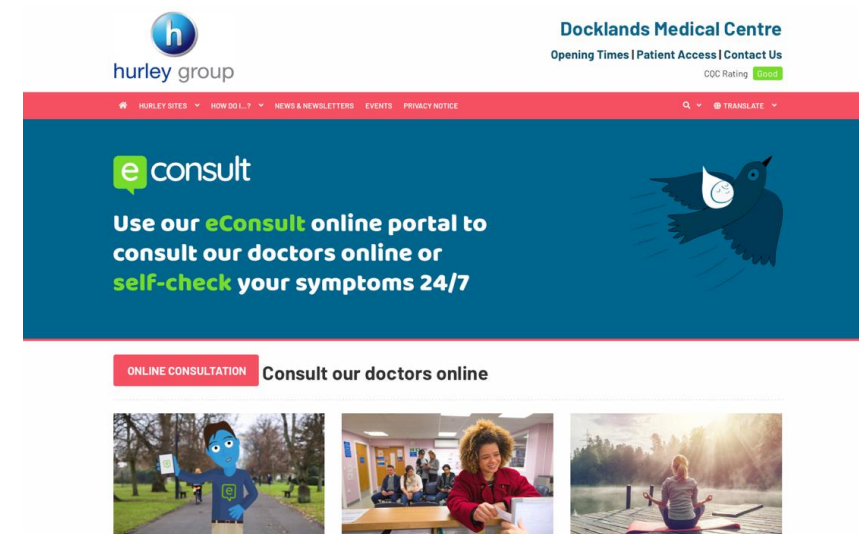 h
hurley group
Docklands Medical Centre
Opening Times | Patient Access | Contact Us
CQC Rating Good
HURLEY SITES HOW DO I...? NEWS & NEWSLETTERS EVENTS PRIVACY NOTICE TRANSLATE
e consult
Use our eConsult online portal to
consult our doctors online or
self-check your symptoms 24/7
ONLINE CONSULTATION Consult our doctors online
e